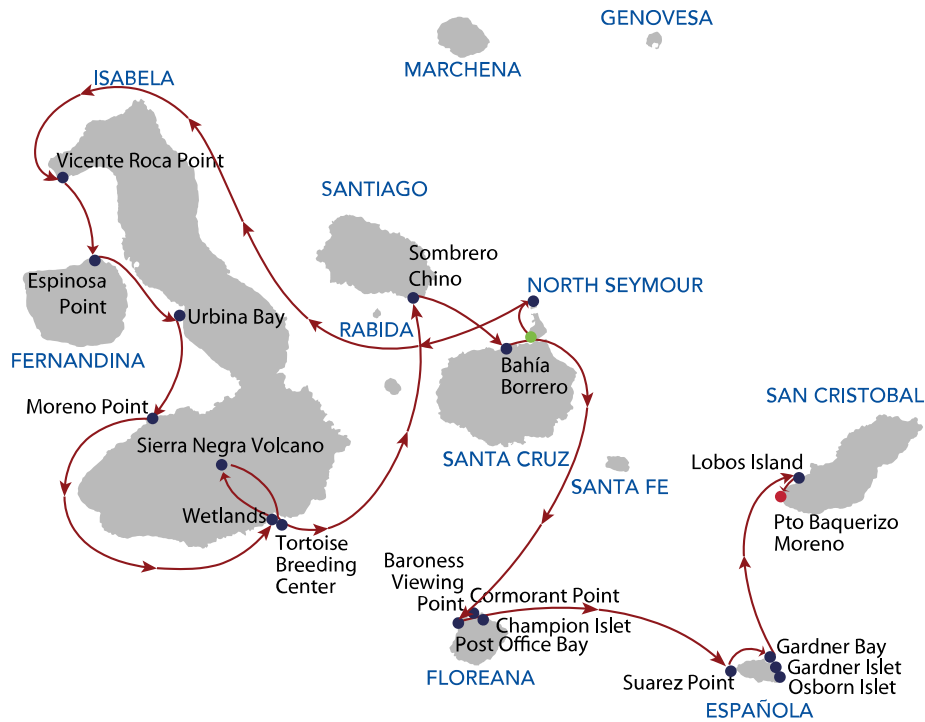 GENOVESA
MARCHENA
ISABELA
Vicente Roca Point
SANTIAGO
Sombrero
Chino
Espinosa
Point
NORTH SEYMOUR
Urbina Bay
RABIDA
FERNANDINA
Bahía
Borrero
Moreno Point
SAN CRISTOBAL
Sierra Negra Volcano
SANTA CRUZ
Lobos Island
SANTA FE
Wetlands
Pto Baquerizo
Moreno
Tortoise
Breeding
Center
Baroness
Viewing
Point
Cormorant Point
Champion Islet
Post Office Bay
FLOREANA
Gardner Bay
Gardner Islet
Osborn Islet
Suarez Point
ESPAÑOLA